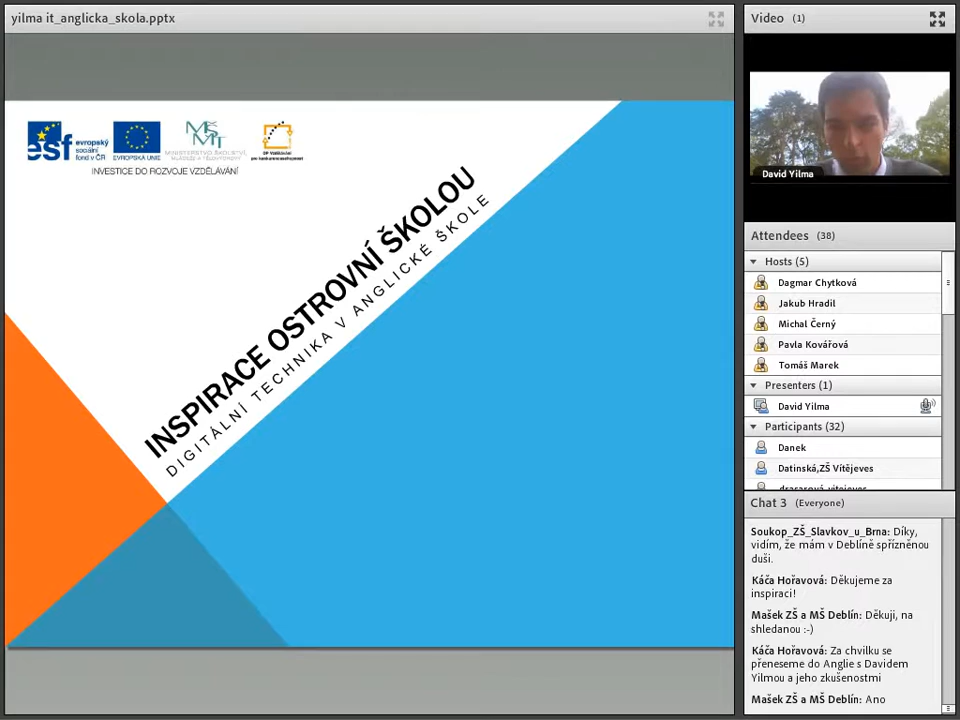 yilma it_anglicka_skola.pptx
esf evropský
sociální
fond v ČR
EVROPSKÁ UNIE
MINISTERSTVO ŠKOLSTVÍ,
MLÁDEŽE A TĚLOVÝCHOVY
OP Vzdělávání
pro konkurenceschopnost
INVESTICE DO ROZVOJE VZDĚLÁVÁNÍ
INSPIRACE OSTROVNÍ ŠKOLOU
DIGITÁLNÍ TECHNIKA V ANGLICKÉ ŠKOLE
Video (1)
David Yilma
Attendees (38)
Hosts (5)
Dagmar Chytková
Jakub Hradil
Michal Černý
Pavla Kovářová
Tomáš Marek
Presenters (1)
David Yilma
Participants (32)
Danek
Datinská,ZŠ Vítějeves
Chat 3 (Everyone)
Soukop_ZŠ_Slavkov_u_Brna: Díky,
vidím, že mám v Deblíně spřízněnou
duši.
Káča Hořavová: Děkujeme za
inspiraci!
Mašek ZŠ a MŠ Deblín: Děkuji, na
shledanou :-)
Káča Hořavová: Za chvilku se
přeneseme do Anglie s Davidem
Yilmou a jeho zkušenostmi
Mašek ZŠ a MŠ Deblín: Ano